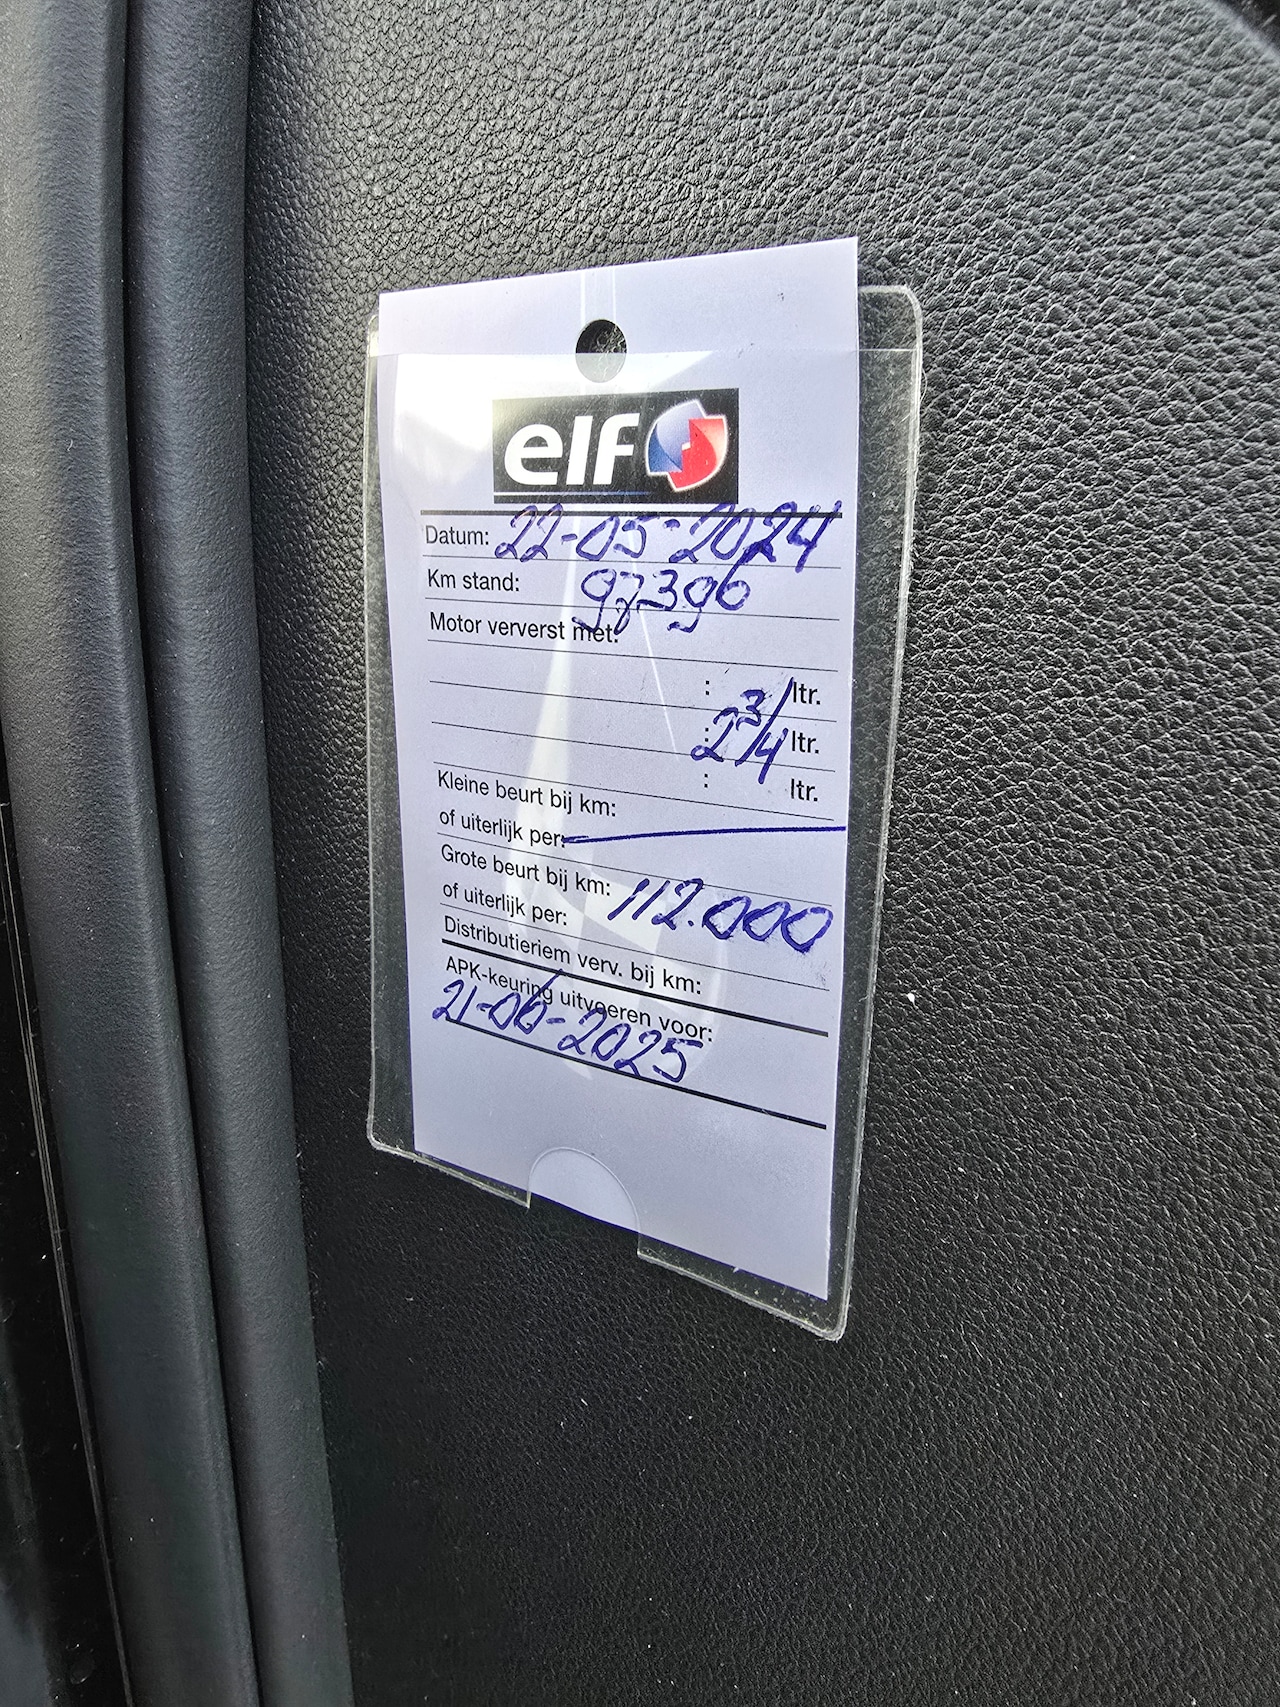 elf
Datum: 22-05-2024
Km stand: 97396
Motor ververst met:
: ltr.
: 2 3/4 ltr.
: ltr.
Kleine beurt bij km:
of uiterlijk per:
Grote beurt bij km: 112.000
of uiterlijk per:
Distributieriem verv. bij km:
APK-keuring uitvoeren voor:
21-06-2025